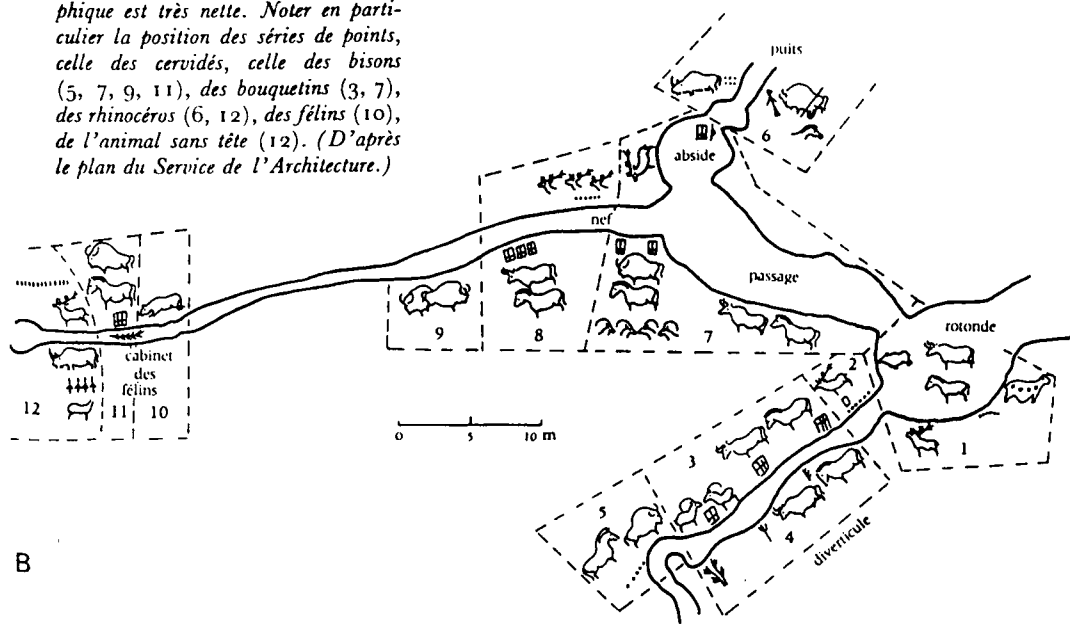 phique est très nette. Noter en parti-
culier la position des séries de points,
celle des cervidés, celle des bisons
(5, 7, 9, 11), des bouquetins (3, 7),
des rhinocéros (6, 12), des félins (10),
de l'animal sans tête (12). (D'après
le plan du Service de l'Architecture.)
puits
6
abside
nef
passage
rotonde
9
8
7
cabinet
des
félins
12
11
10
0 5 10 m
2
3
1
5
4
diverticule
B